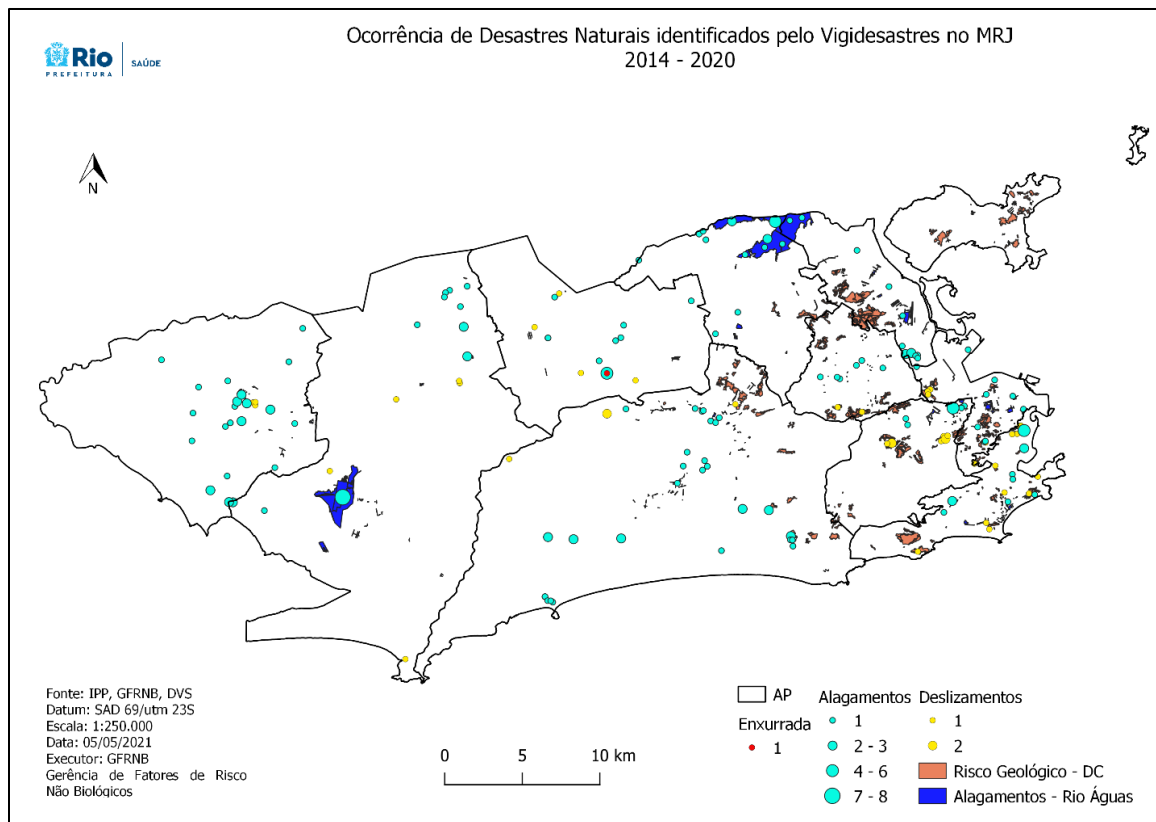 Ocorrência de Desastres Naturais identificados pelo Vigidesastres no MRJ
2014 - 2020
Rio
PREFEITURA
SAÚDE
N
Fonte: IPP, GFRNB, DVS
Datum: SAD 69/utm 23S
Escala: 1:250.000
Data: 05/05/2021
Executor: GFRNB
Gerência de Fatores de Risco
Não Biológicos
0 5 10 km
AP
Enxurrada
1
Alagamentos
1
2 - 3
4 - 6
7 - 8
Deslizamentos
1
2
Risco Geológico - DC
Alagamentos - Rio Águas